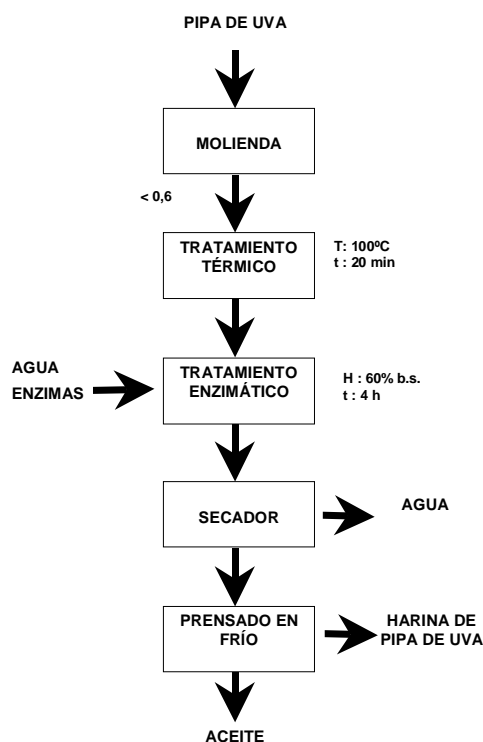 PIPA DE UVA
MOLIENDA
< 0,6
TRATAMIENTO
TÉRMICO
T: 100ºC
t : 20 min
AGUA
ENZIMAS
TRATAMIENTO
ENZIMÁTICO
H : 60% b.s.
t : 4 h
SECADOR
AGUA
PRENSADO EN
FRÍO
HARINA DE
PIPA DE UVA
ACEITE